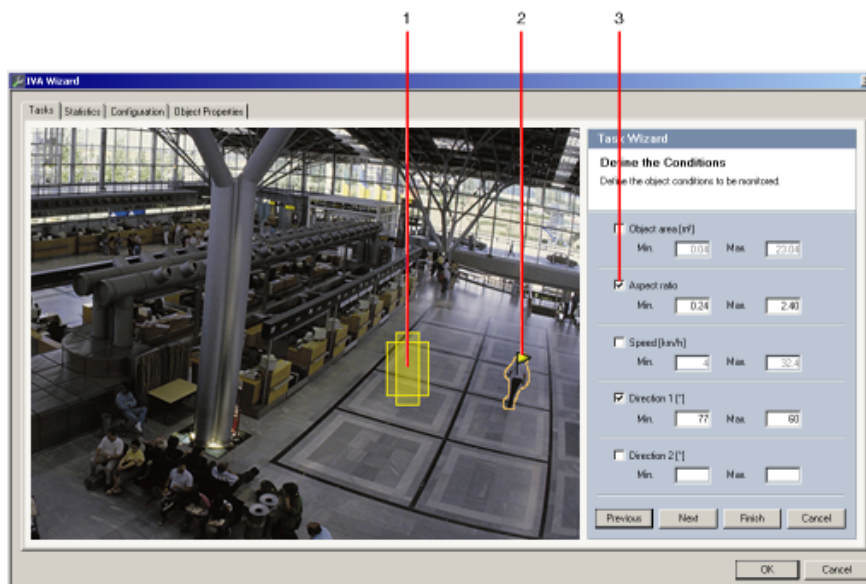 1 2 3
IVA Wizard
Tasks Statistics Configuration Object Properties
Task Wizard
Define the Conditions
Define the object conditions to be monitored.
Object area [m²]
Min. 0.04 Max. 23.04
Aspect ratio
Min. 0.24 Max. 2.40
Speed [km/h]
Min. 4 Max. 32.4
Direction 1 [°]
Min. 77 Max. 60
Direction 2 [°]
Min. Max.
Previous Next Finish Cancel
OK Cancel